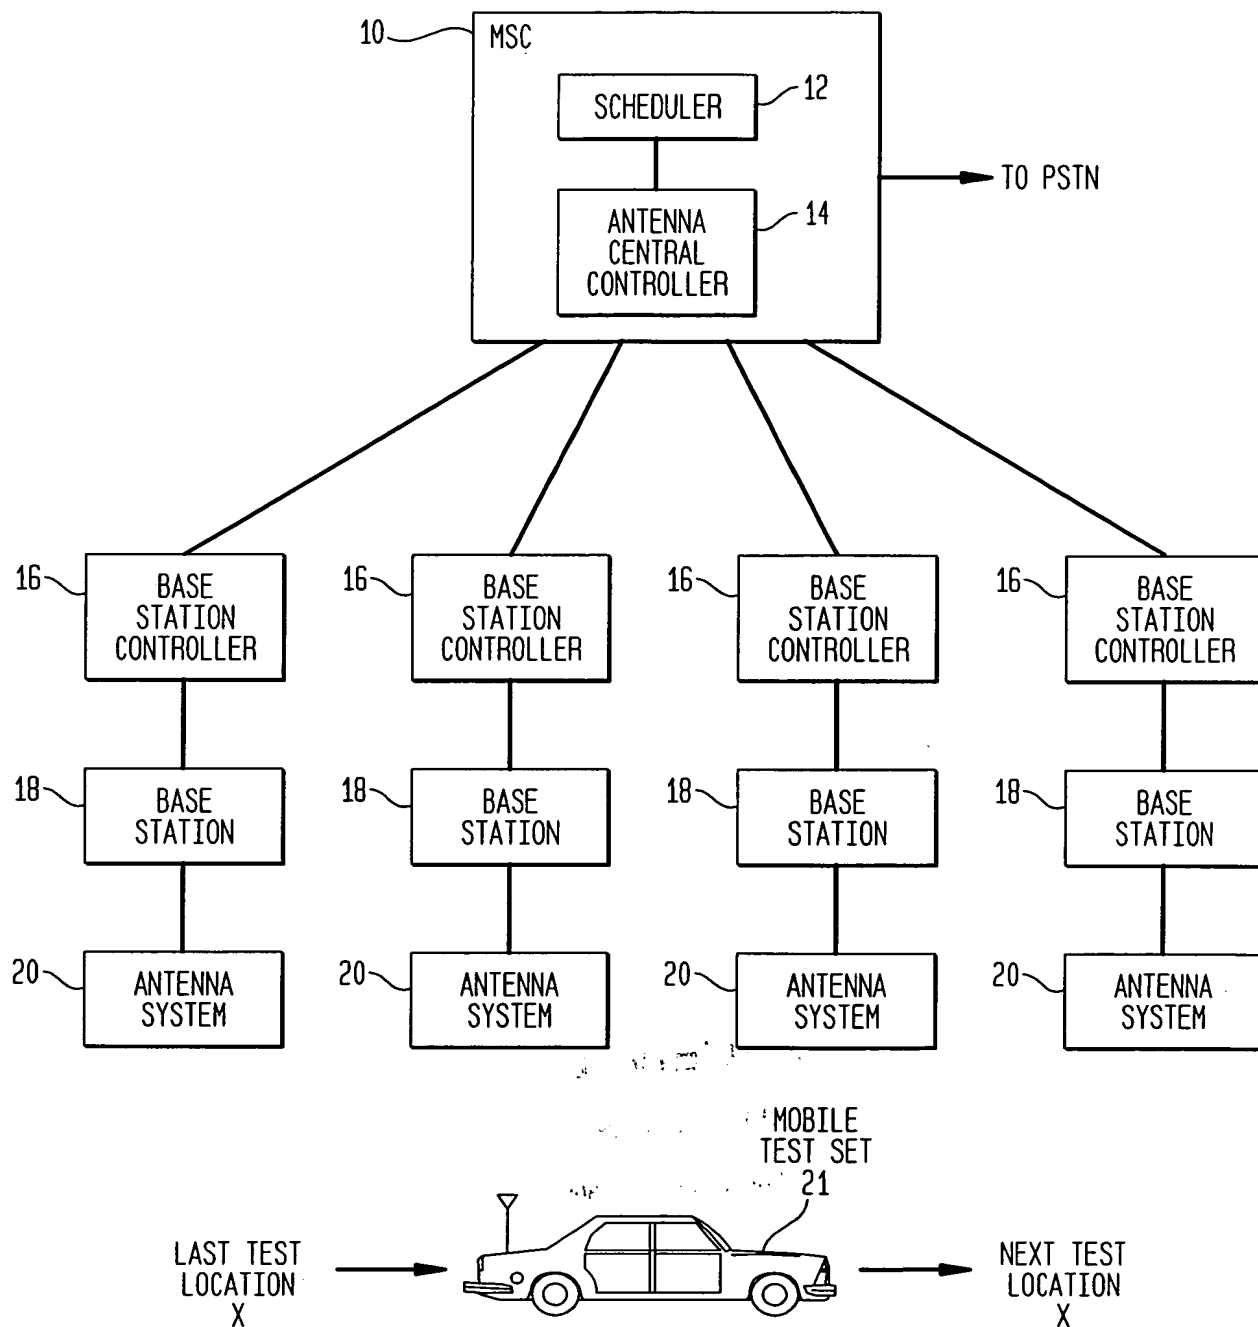 10
MSC
SCHEDULER
12
TO PSTN
ANTENNA
CENTRAL
CONTROLLER
14
16
BASE
STATION
CONTROLLER
16
BASE
STATION
CONTROLLER
16
BASE
STATION
CONTROLLER
16
BASE
STATION
CONTROLLER
18
BASE
STATION
18
BASE
STATION
18
BASE
STATION
18
BASE
STATION
20
ANTENNA
SYSTEM
20
ANTENNA
SYSTEM
20
ANTENNA
SYSTEM
20
ANTENNA
SYSTEM
MOBILE
TEST SET
21
LAST TEST
LOCATION
X
NEXT TEST
LOCATION
X